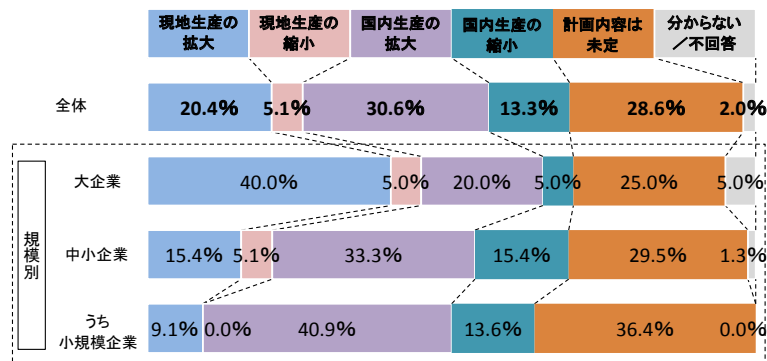 現地生産の
拡大
現地生産の
縮小
国内生産の
拡大
国内生産の
縮小
計画内容は
未定
分からない
／不回答
全体
20.4%
5.1%
30.6%
13.3%
28.6%
2.0%
規模別
大企業
40.0%
5.0%
20.0%
5.0%
25.0%
5.0%
中小企業
15.4%
5.1%
33.3%
15.4%
29.5%
1.3%
うち
小規模企業
9.1%
0.0%
40.9%
13.6%
36.4%
0.0%